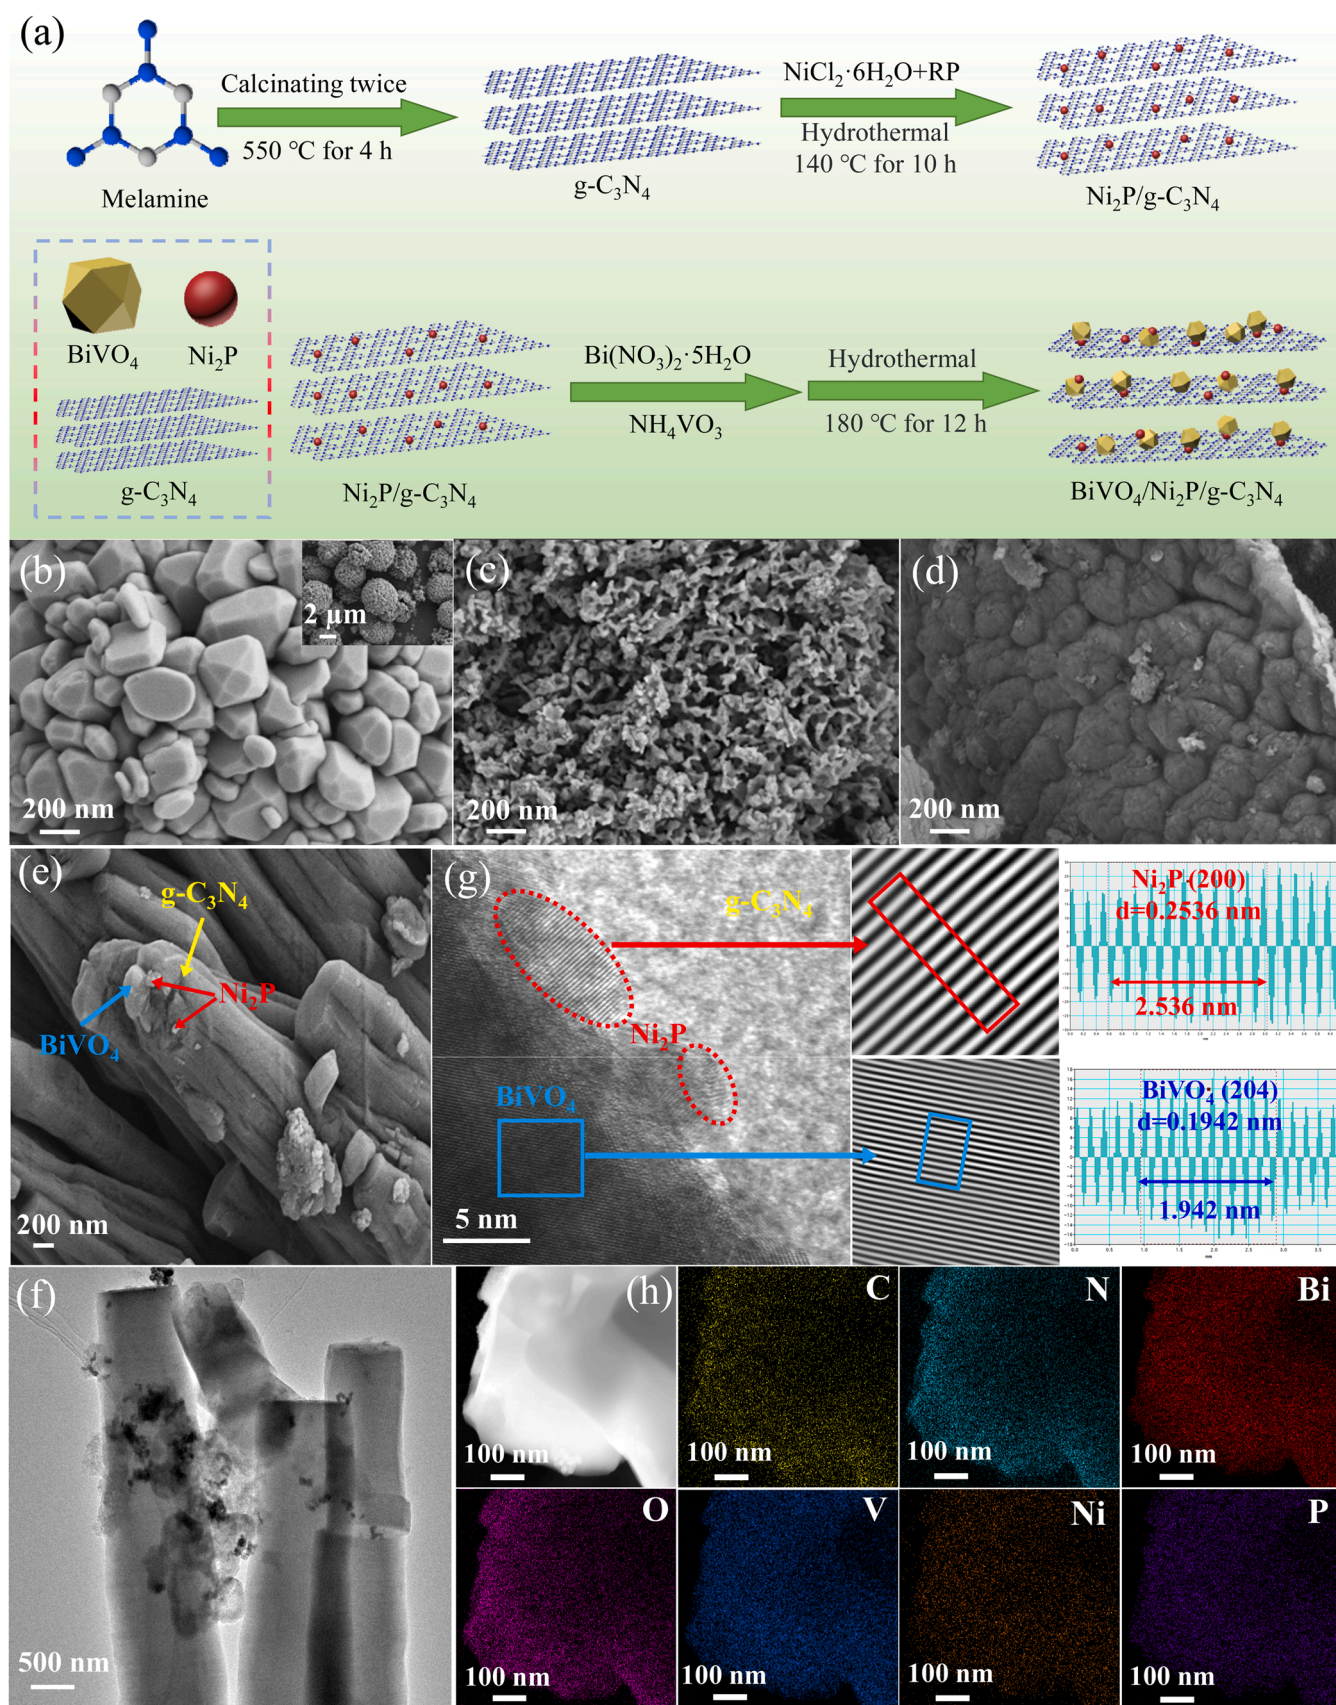 (a)
Calcinating twice
550 ℃ for 4 h
Melamine
g-C₃N₄
NiCl₂·6H₂O+RP
Hydrothermal
140 ℃ for 10 h
Ni₂P/g-C₃N₄
BiVO₄
Ni₂P
g-C₃N₄
Ni₂P/g-C₃N₄
Bi(NO₃)₂·5H₂O
NH₄VO₃
Hydrothermal
180 ℃ for 12 h
BiVO₄/Ni₂P/g-C₃N₄
(b)
2 μm
200 nm
(c)
200 nm
(d)
200 nm
(e)
g-C₃N₄
Ni₂P
BiVO₄
200 nm
(g)
g-C₃N₄
Ni₂P
BiVO₄
5 nm
Ni₂P (200)
d=0.2536 nm
2.536 nm
BiVO₄ (204)
d=0.1942 nm
1.942 nm
(f)
500 nm
(h)
100 nm
C
100 nm
N
100 nm
Bi
100 nm
O
100 nm
V
100 nm
Ni
100 nm
P
100 nm